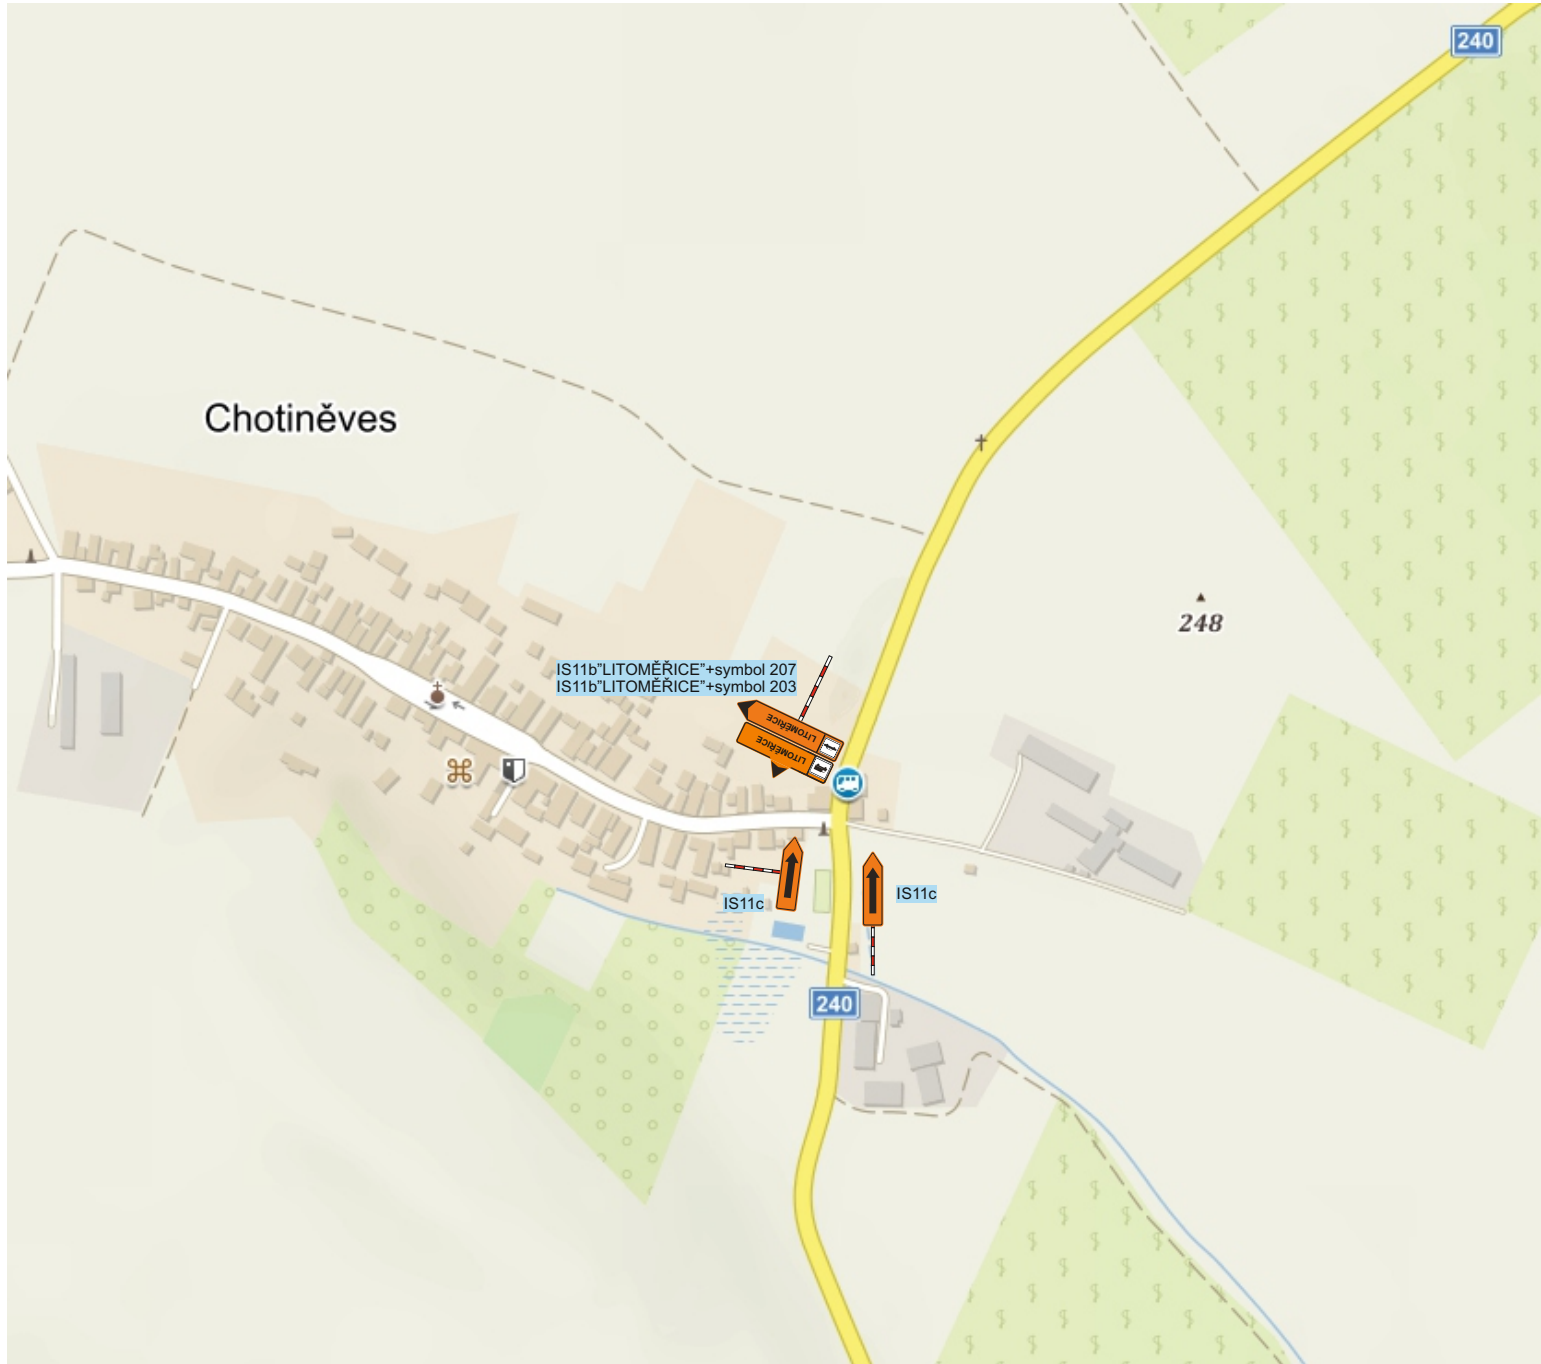 240
Chotiněves
248
IS11b”LITOMĚŘICE”+symbol 207
IS11b”LITOMĚŘICE”+symbol 203
LITOMĚŘICE
LITOMĚŘICE
IS11c
IS11c
240